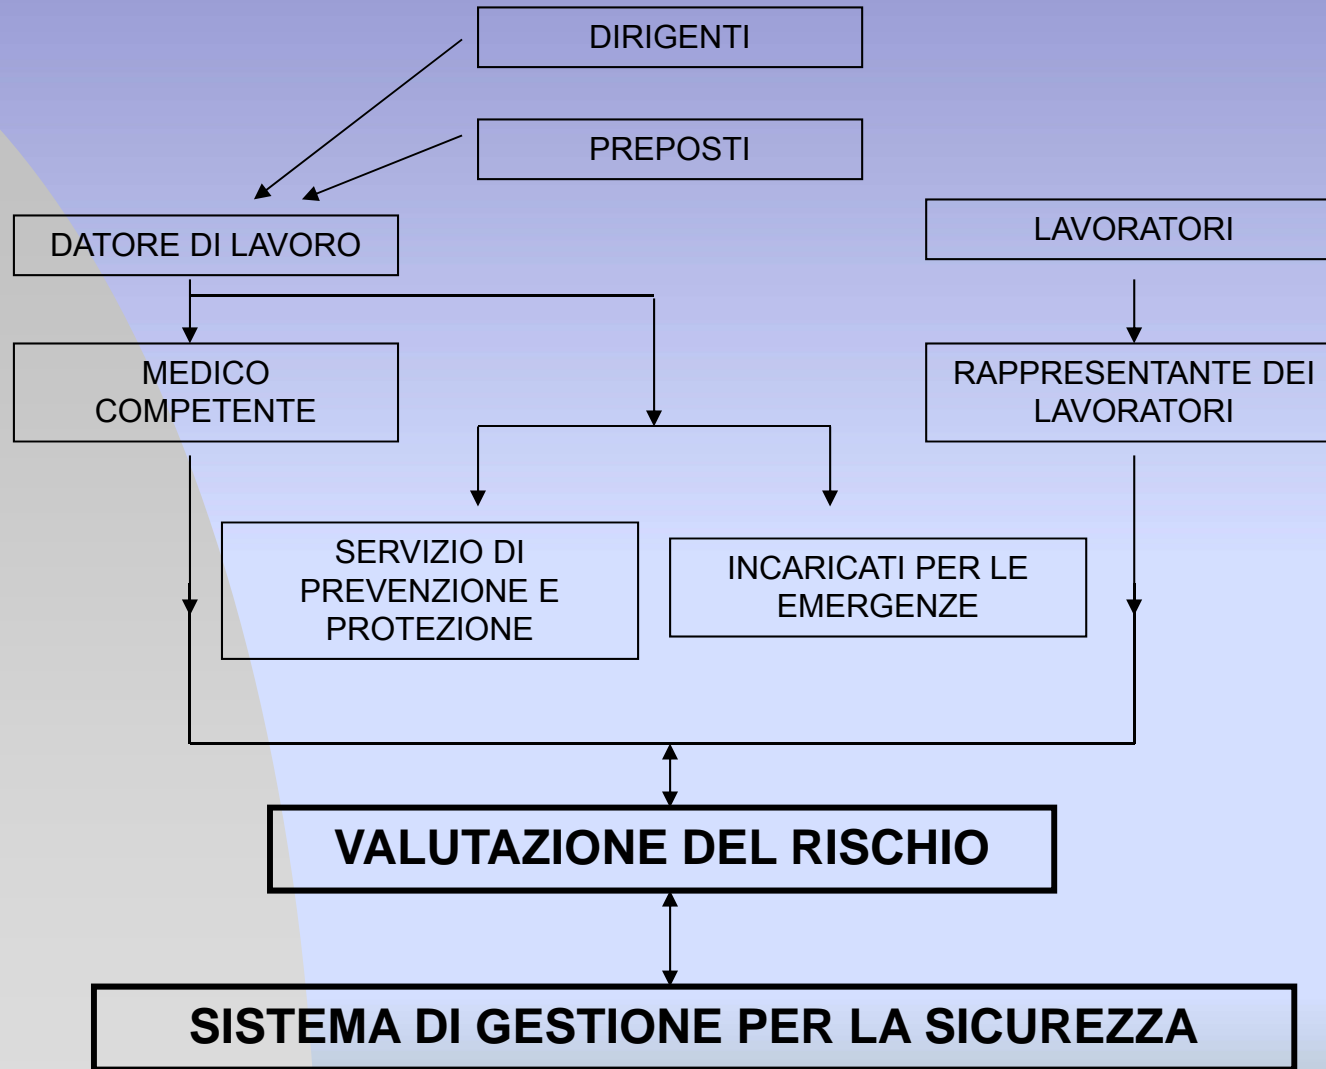 DIRIGENTI
PREPOSTI
DATORE DI LAVORO
LAVORATORI
MEDICO
COMPETENTE
RAPPRESENTANTE DEI
LAVORATORI
SERVIZIO DI
PREVENZIONE E
PROTEZIONE
INCARICATI PER LE
EMERGENZE
VALUTAZIONE DEL RISCHIO
SISTEMA DI GESTIONE PER LA SICUREZZA